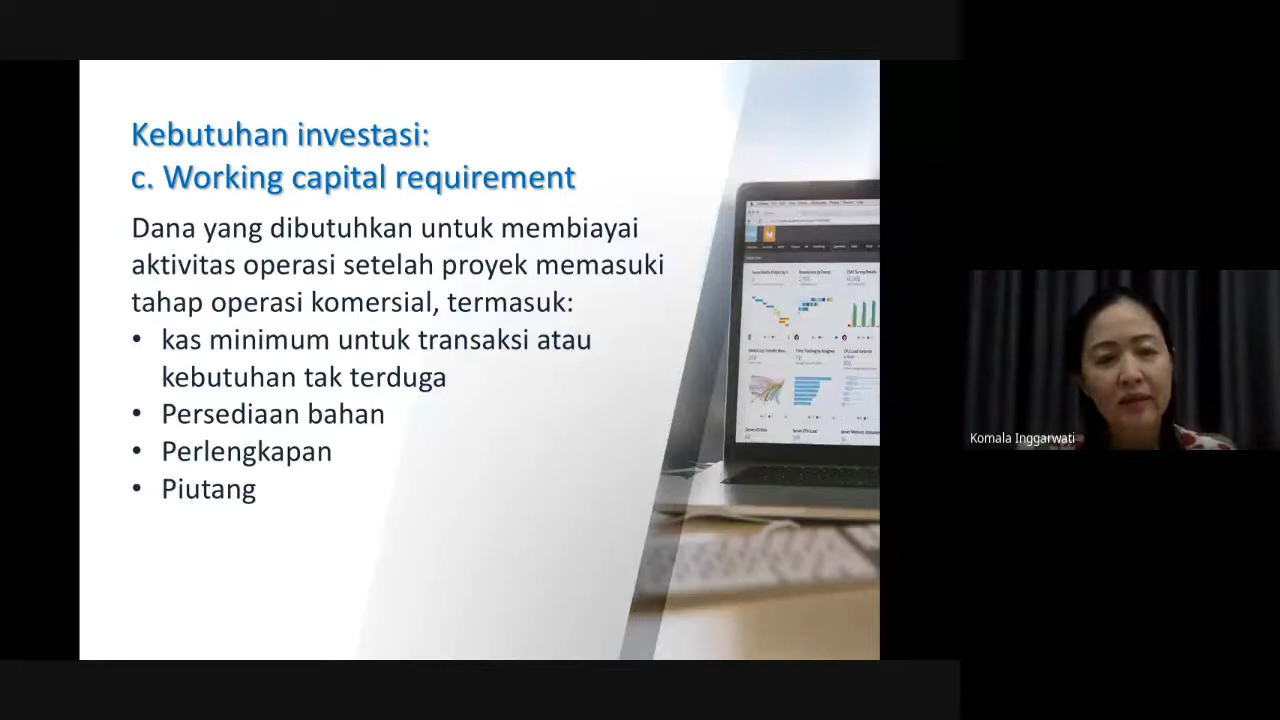 Kebutuhan investasi:
c. Working capital requirement
Dana yang dibutuhkan untuk membiayai
aktivitas operasi setelah proyek memasuki
tahap operasi komersial, termasuk:
• kas minimum untuk transaksi atau
kebutuhan tak terduga
• Persediaan bahan
• Perlengkapan
• Piutang
Komala Inggarwati